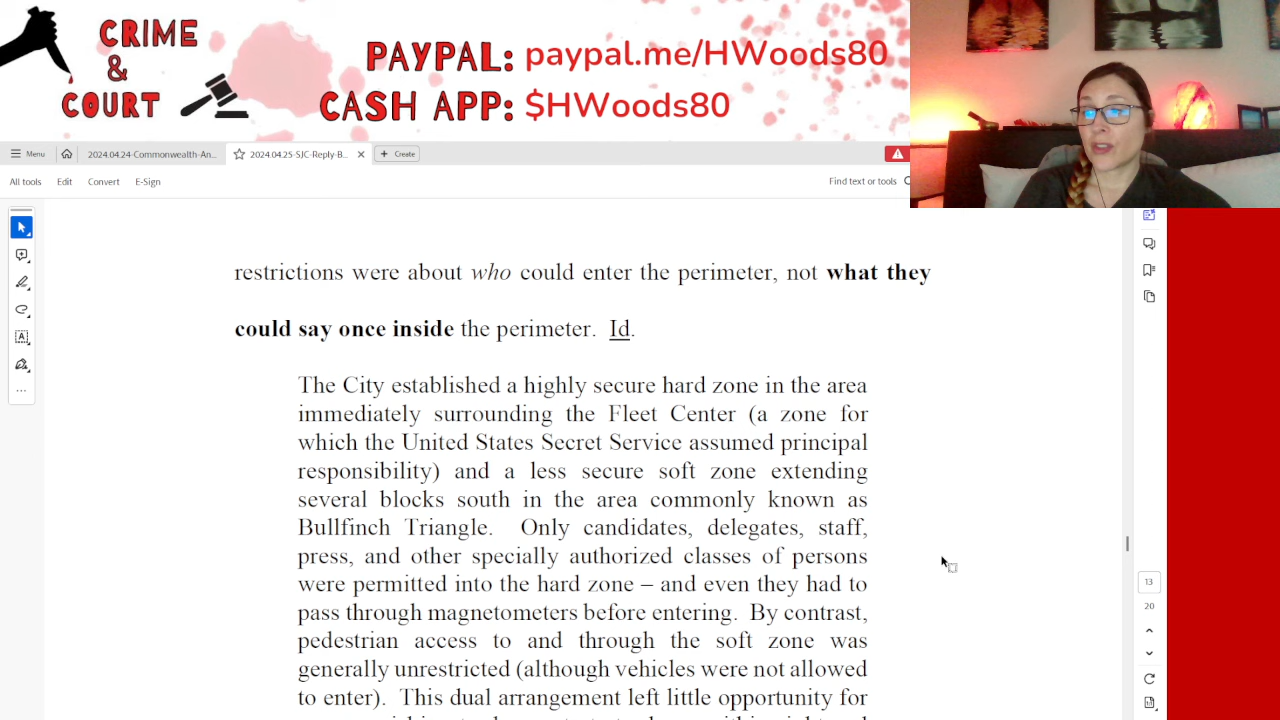 CRIME
&
COURT
PAYPAL: paypal.me/HWoods80
CASH APP: $HWoods80
Menu
2024.04.24-Commonwealth-An...
2024.04.25-SJC-Reply-B...
Create
All tools
Edit
Convert
E-Sign
Find text or tools
restrictions were about who could enter the perimeter, not what they
could say once inside the perimeter. Id.
The City established a highly secure hard zone in the area
immediately surrounding the Fleet Center (a zone for
which the United States Secret Service assumed principal
responsibility) and a less secure soft zone extending
several blocks south in the area commonly known as
Bullfinch Triangle. Only candidates, delegates, staff,
press, and other specially authorized classes of persons
were permitted into the hard zone – and even they had to
pass through magnetometers before entering. By contrast,
pedestrian access to and through the soft zone was
generally unrestricted (although vehicles were not allowed
to enter). This dual arrangement left little opportunity for
13
20